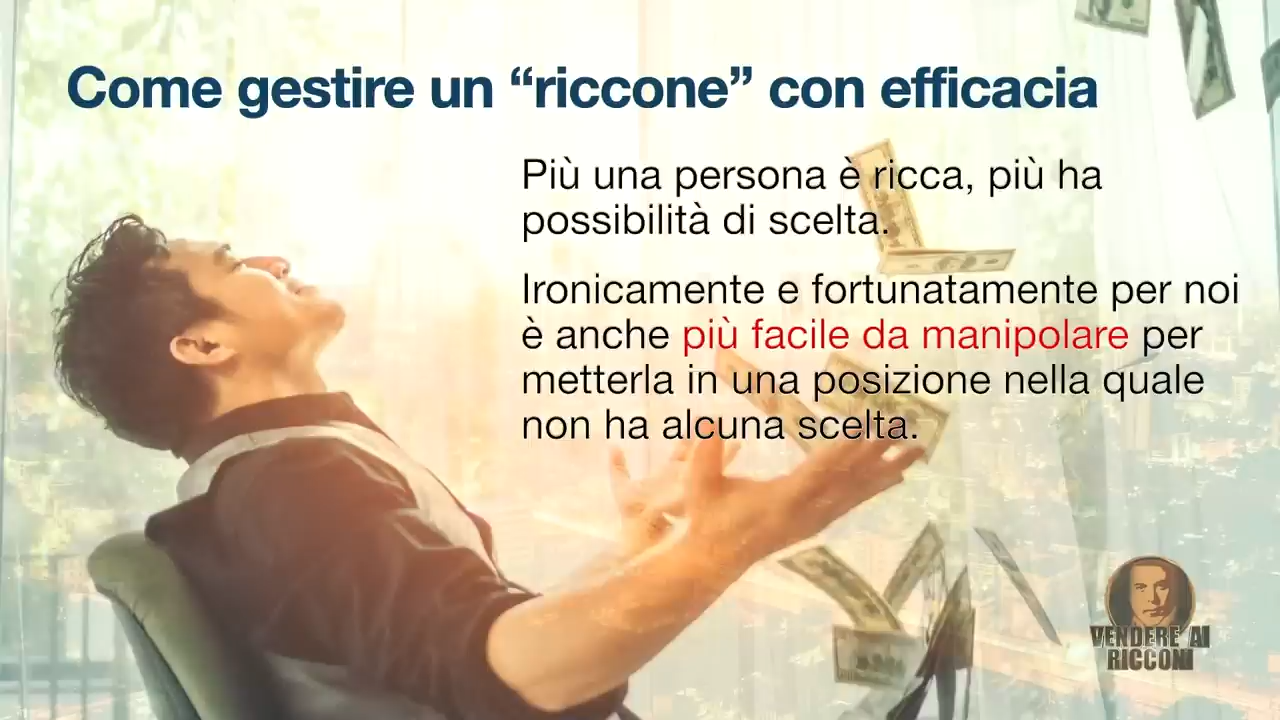 Come gestire un “riccone” con efficacia
Più una persona è ricca, più ha
possibilità di scelta.
Ironicamente e fortunatamente per noi
è anche più facile da manipolare per
metterla in una posizione nella quale
non ha alcuna scelta.
VENDERE AI
RICCONI